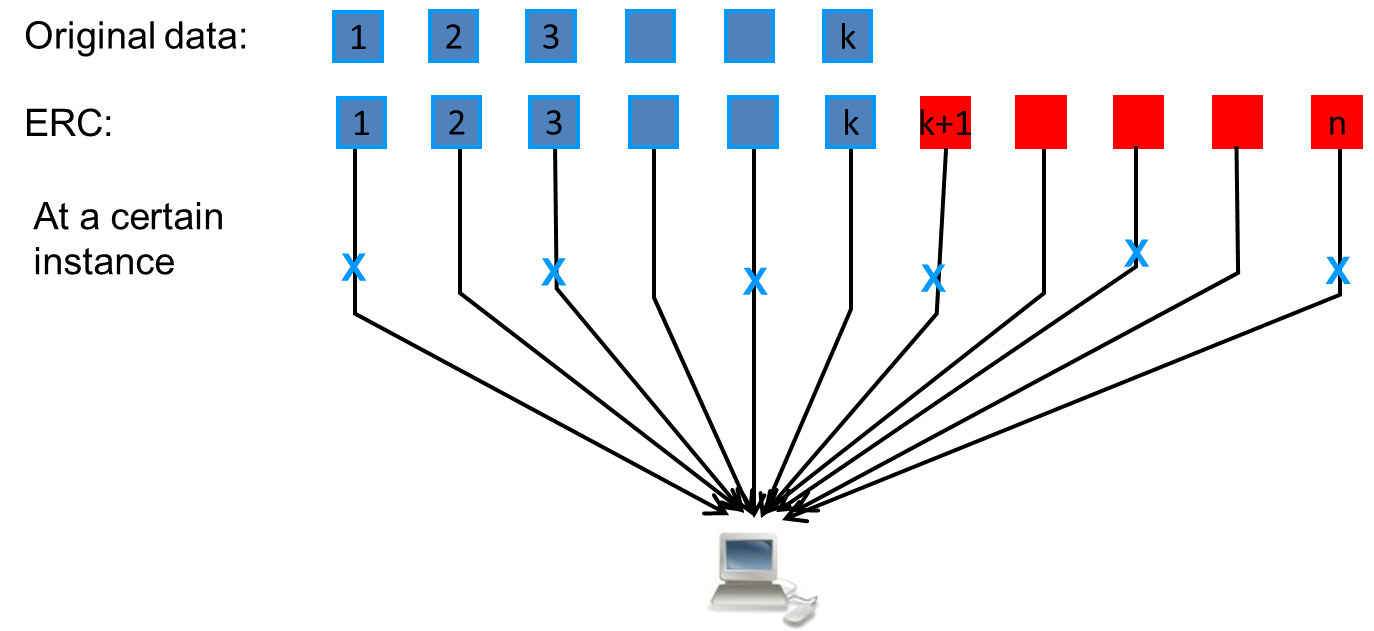 Original data: 1 2 3 k
ERC: 1 2 3 k k+1 n
At a certain
instance
X X X X X X